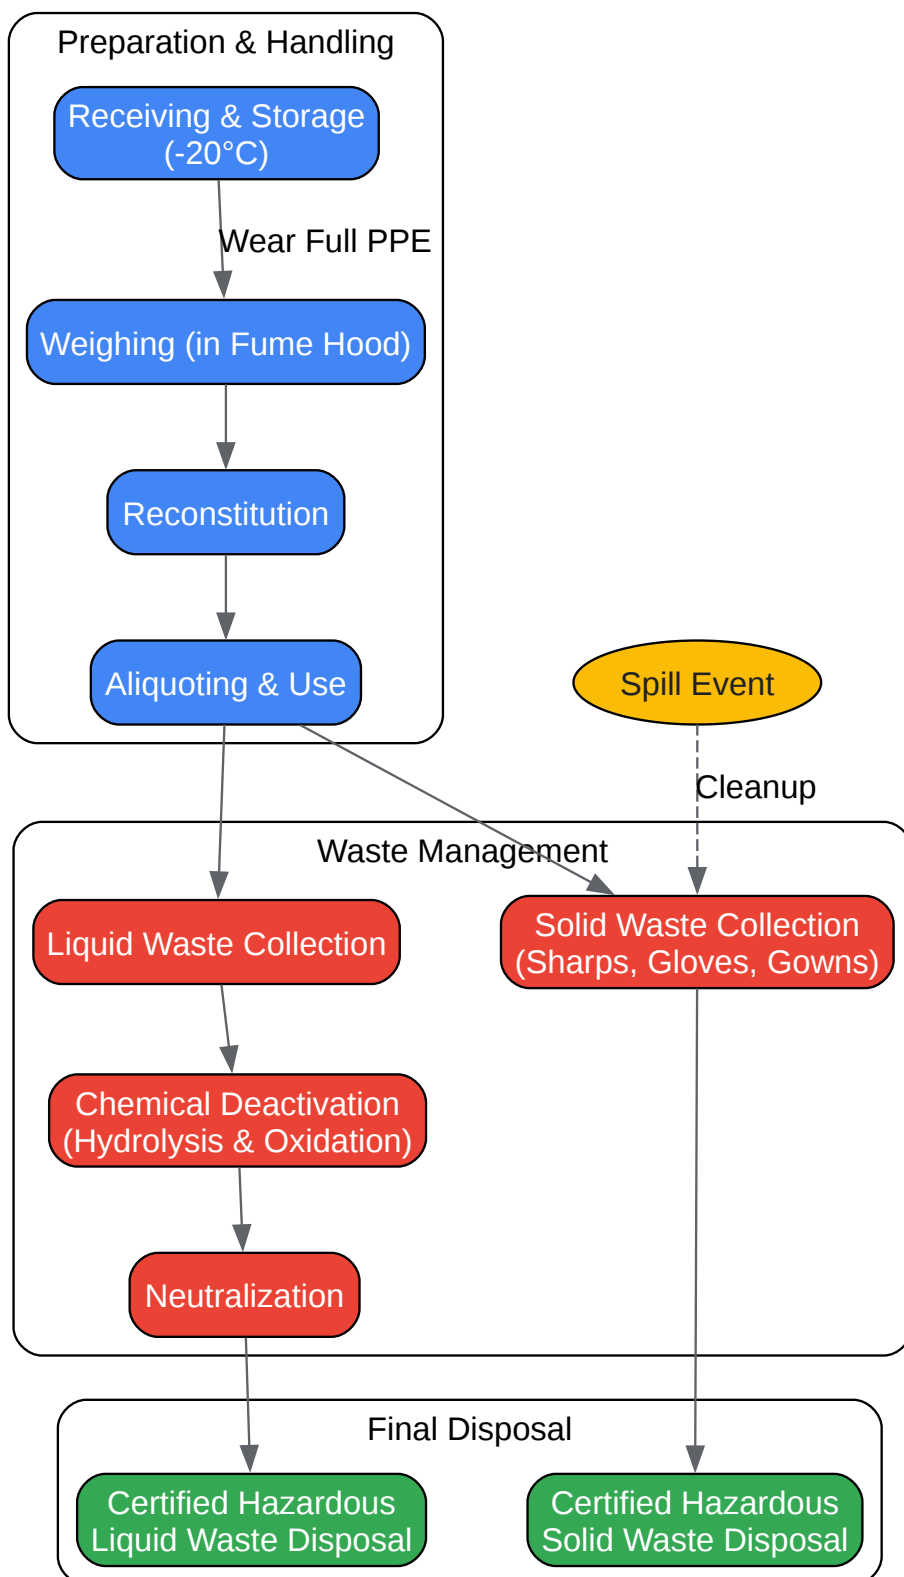 Preparation & Handling
Receiving & Storage
(-20°C)
Wear Full PPE
Weighing (in Fume Hood)
Reconstitution
Aliquoting & Use
Spill Event
Cleanup
Waste Management
Liquid Waste Collection
Solid Waste Collection
(Sharps, Gloves, Gowns)
Chemical Deactivation
(Hydrolysis & Oxidation)
Neutralization
Final Disposal
Certified Hazardous
Liquid Waste Disposal
Certified Hazardous
Solid Waste Disposal